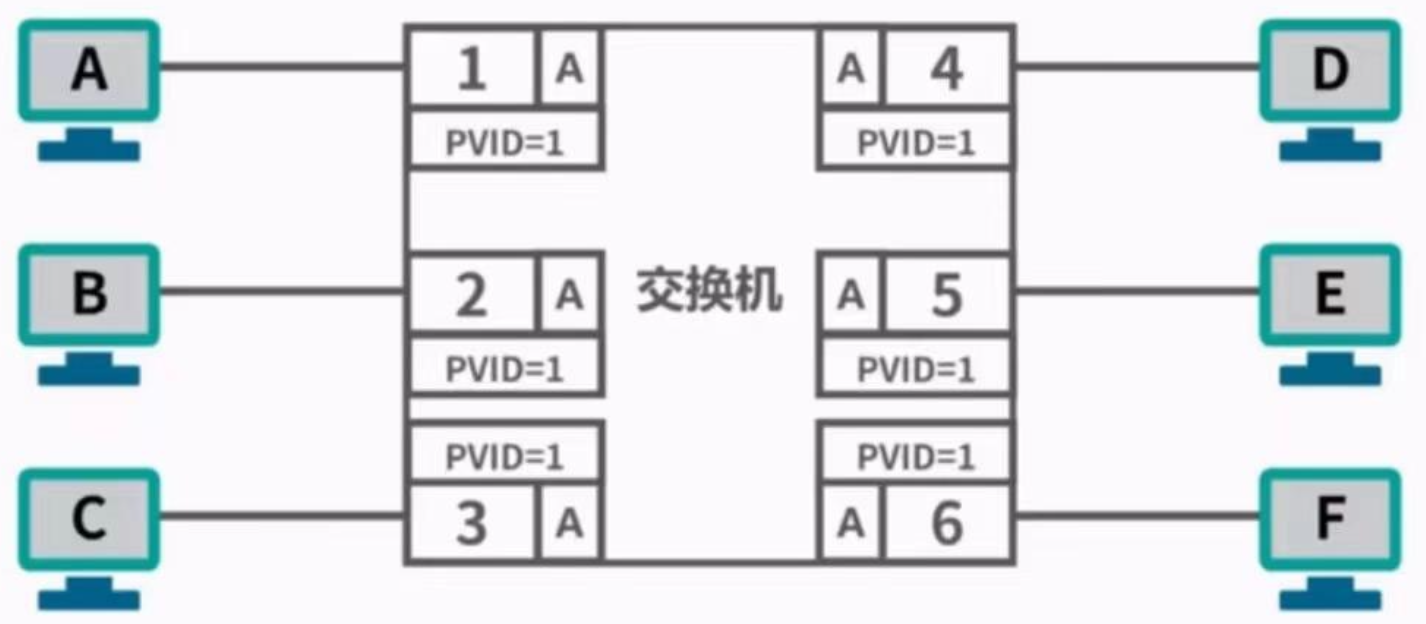 A 1 A A 4 D
PVID=1 PVID=1
B 2 A 交换机 A 5 E
PVID=1 PVID=1
PVID=1 PVID=1
C 3 A A 6 F